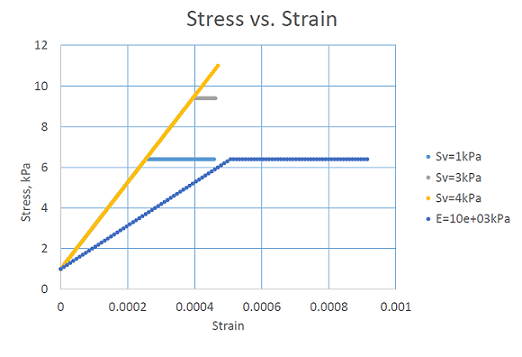 Stress vs. Strain
12
10
8
6
4
2
0
Stress, kPa
0
0.0002
0.0004
0.0006
0.0008
0.001
Strain
Sv=1kPa
Sv=3kPa
Sv=4kPa
E=10e+03kPa